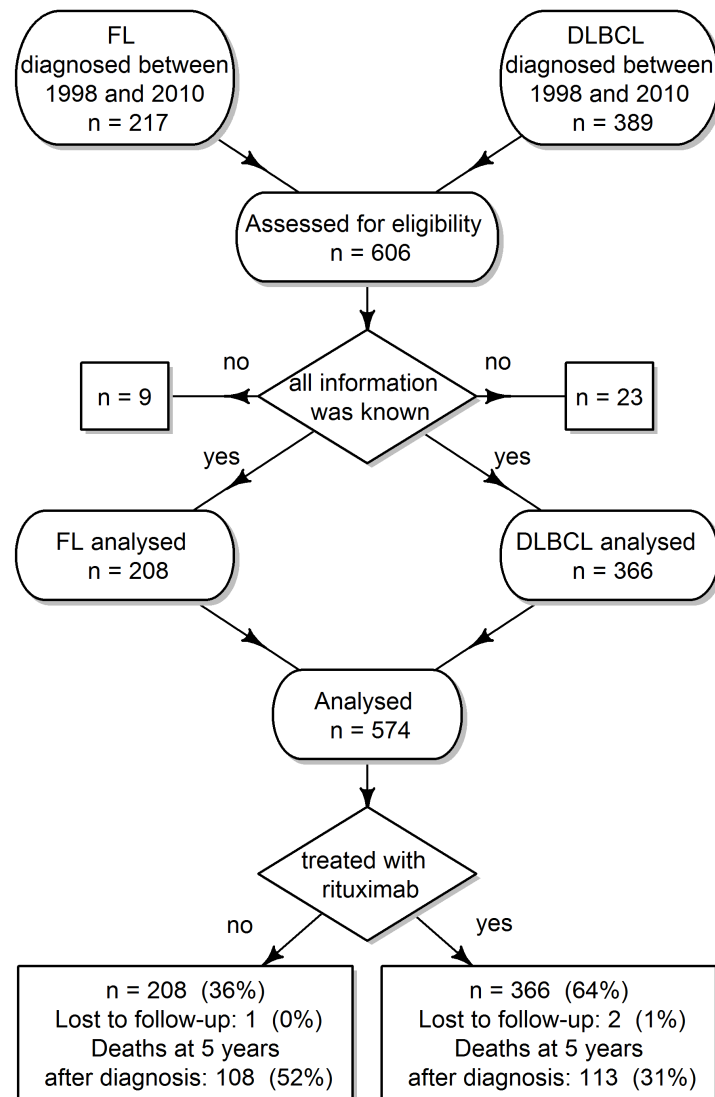 FL
diagnosed between
1998 and 2010
n = 217
DLBCL
diagnosed between
1998 and 2010
n = 389
Assessed for eligibility
n = 606
no
no
n = 9
all information
was known
n = 23
yes
yes
FL analysed
n = 208
DLBCL analysed
n = 366
Analysed
n = 574
treated with
rituximab
no
yes
n = 208 (36%)
Lost to follow-up: 1 (0%)
Deaths at 5 years
after diagnosis: 108 (52%)
n = 366 (64%)
Lost to follow-up: 2 (1%)
Deaths at 5 years
after diagnosis: 113 (31%)